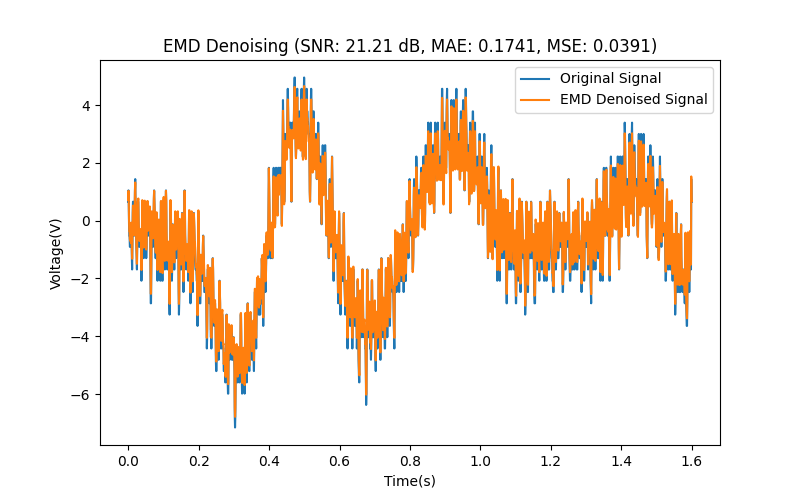 EMD Denoising (SNR: 21.21 dB, MAE: 0.1741, MSE: 0.0391)
Original Signal
EMD Denoised Signal
Voltage(V)
4
2
0
−2
−4
−6
0.0 0.2 0.4 0.6 0.8 1.0 1.2 1.4 1.6
Time(s)